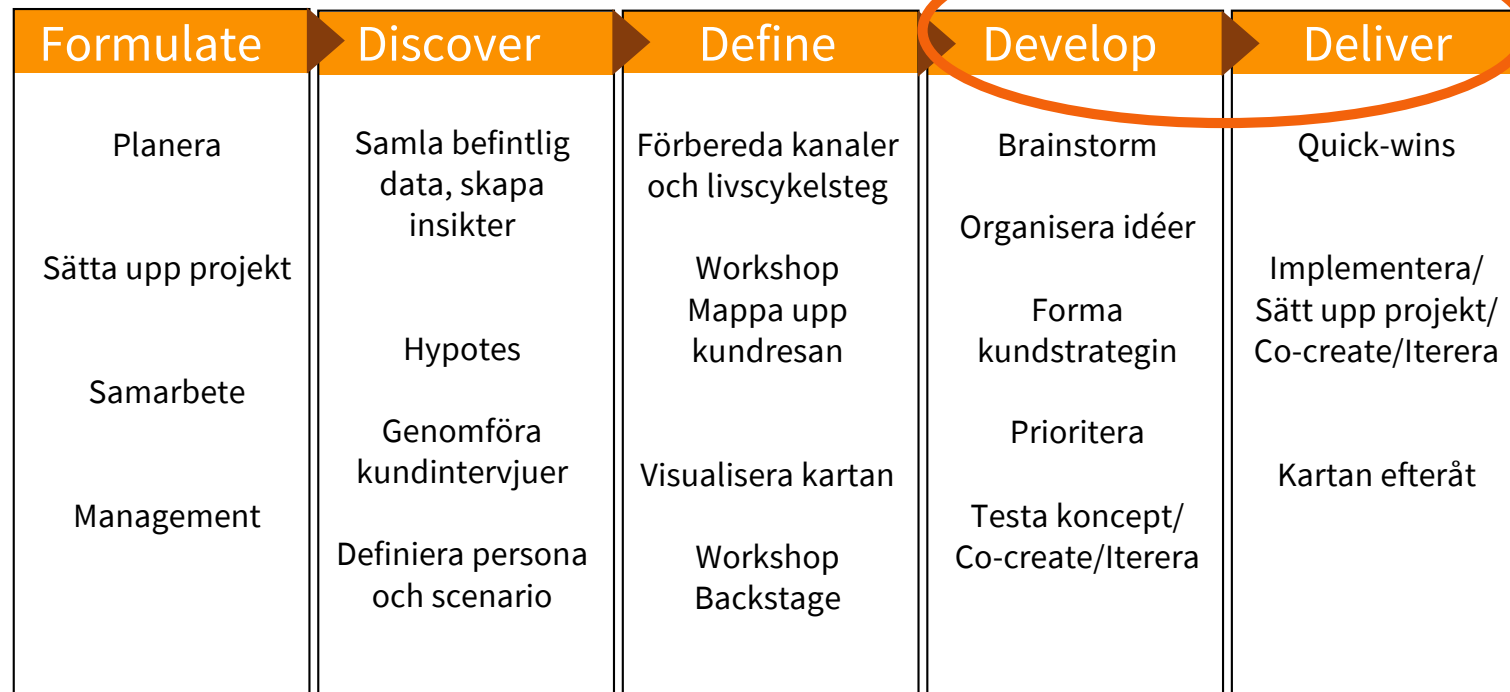 Formulate
Discover
Define
Develop
Deliver
Planera
Sätta upp projekt
Samarbete
Management
Samla befintlig
data, skapa
insikter
Hypotes
Genomföra
kundintervjuer
Definiera persona
och scenario
Förbereda kanaler
och livscykelsteg
Workshop
Mappa upp
kundresan
Visualisera kartan
Workshop
Backstage
Brainstorm
Organisera idéer
Forma
kundstrategin
Prioritera
Testa koncept/
Co-create/Iterera
Quick-wins
Implementera/
Sätt upp projekt/
Co-create/Iterera
Kartan efteråt